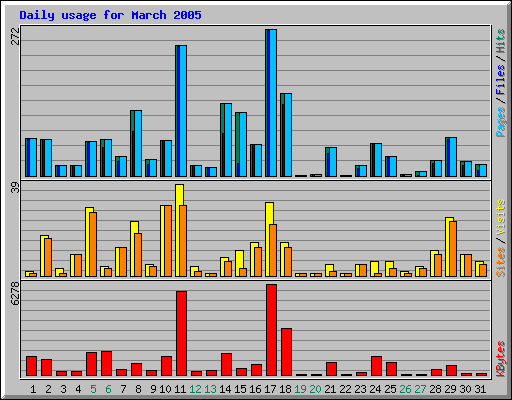 Daily usage for March 2005
272
Pages / Files / Hits
39
Sites / Visits
6278
KBytes
1 2 3 4 5 6 7 8 9 10 11 12 13 14 15 16 17 18 19 20 21 22 23 24 25 26 27 28 29 30 31